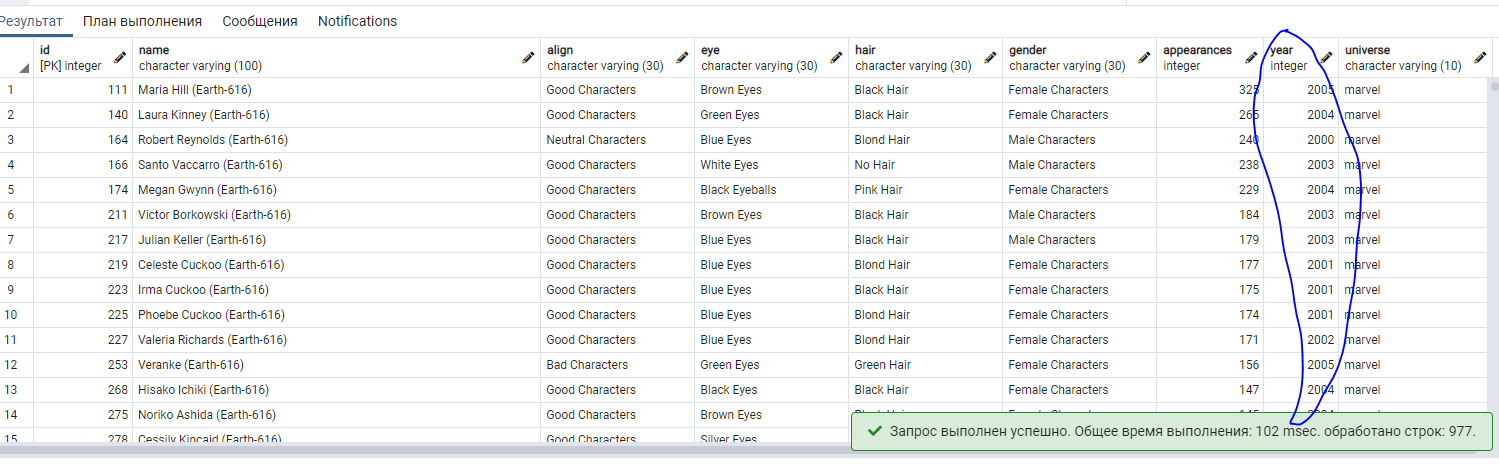 Результат План выполнения Сообщения Notifications
id name align eye hair gender appearances year universe
[PK] integer character varying (100) character varying (30) character varying (30) character varying (30) character varying (30) integer integer character varying (10)
1 111 Maria Hill (Earth-616) Good Characters Brown Eyes Black Hair Female Characters 325 2005 marvel
2 140 Laura Kinney (Earth-616) Good Characters Green Eyes Black Hair Female Characters 265 2004 marvel
3 164 Robert Reynolds (Earth-616) Neutral Characters Blue Eyes Blond Hair Male Characters 240 2000 marvel
4 166 Santo Vaccarro (Earth-616) Good Characters White Eyes No Hair Male Characters 238 2003 marvel
5 174 Megan Gwynn (Earth-616) Good Characters Black Eyeballs Pink Hair Female Characters 229 2004 marvel
6 211 Victor Borkowski (Earth-616) Good Characters Brown Eyes Black Hair Male Characters 184 2003 marvel
7 217 Julian Keller (Earth-616) Good Characters Blue Eyes Black Hair Male Characters 179 2003 marvel
8 219 Celeste Cuckoo (Earth-616) Good Characters Blue Eyes Blond Hair Female Characters 177 2001 marvel
9 223 Irma Cuckoo (Earth-616) Good Characters Blue Eyes Black Hair Female Characters 175 2001 marvel
10 225 Phoebe Cuckoo (Earth-616) Good Characters Blue Eyes Blond Hair Female Characters 174 2001 marvel
11 227 Valeria Richards (Earth-616) Good Characters Blue Eyes Blond Hair Female Characters 171 2002 marvel
12 253 Veranke (Earth-616) Bad Characters Green Eyes Green Hair Female Characters 156 2005 marvel
13 268 Hisako Ichiki (Earth-616) Good Characters Black Eyes Black Hair Female Characters 147 2004 marvel
14 275 Noriko Ashida (Earth-616) Good Characters Brown Eyes
15 278 Cessily Kincaid (Earth-616) Good Characters Silver Eyes
Запрос выполнен успешно. Общее время выполнения: 102 msec. обработано строк: 977.